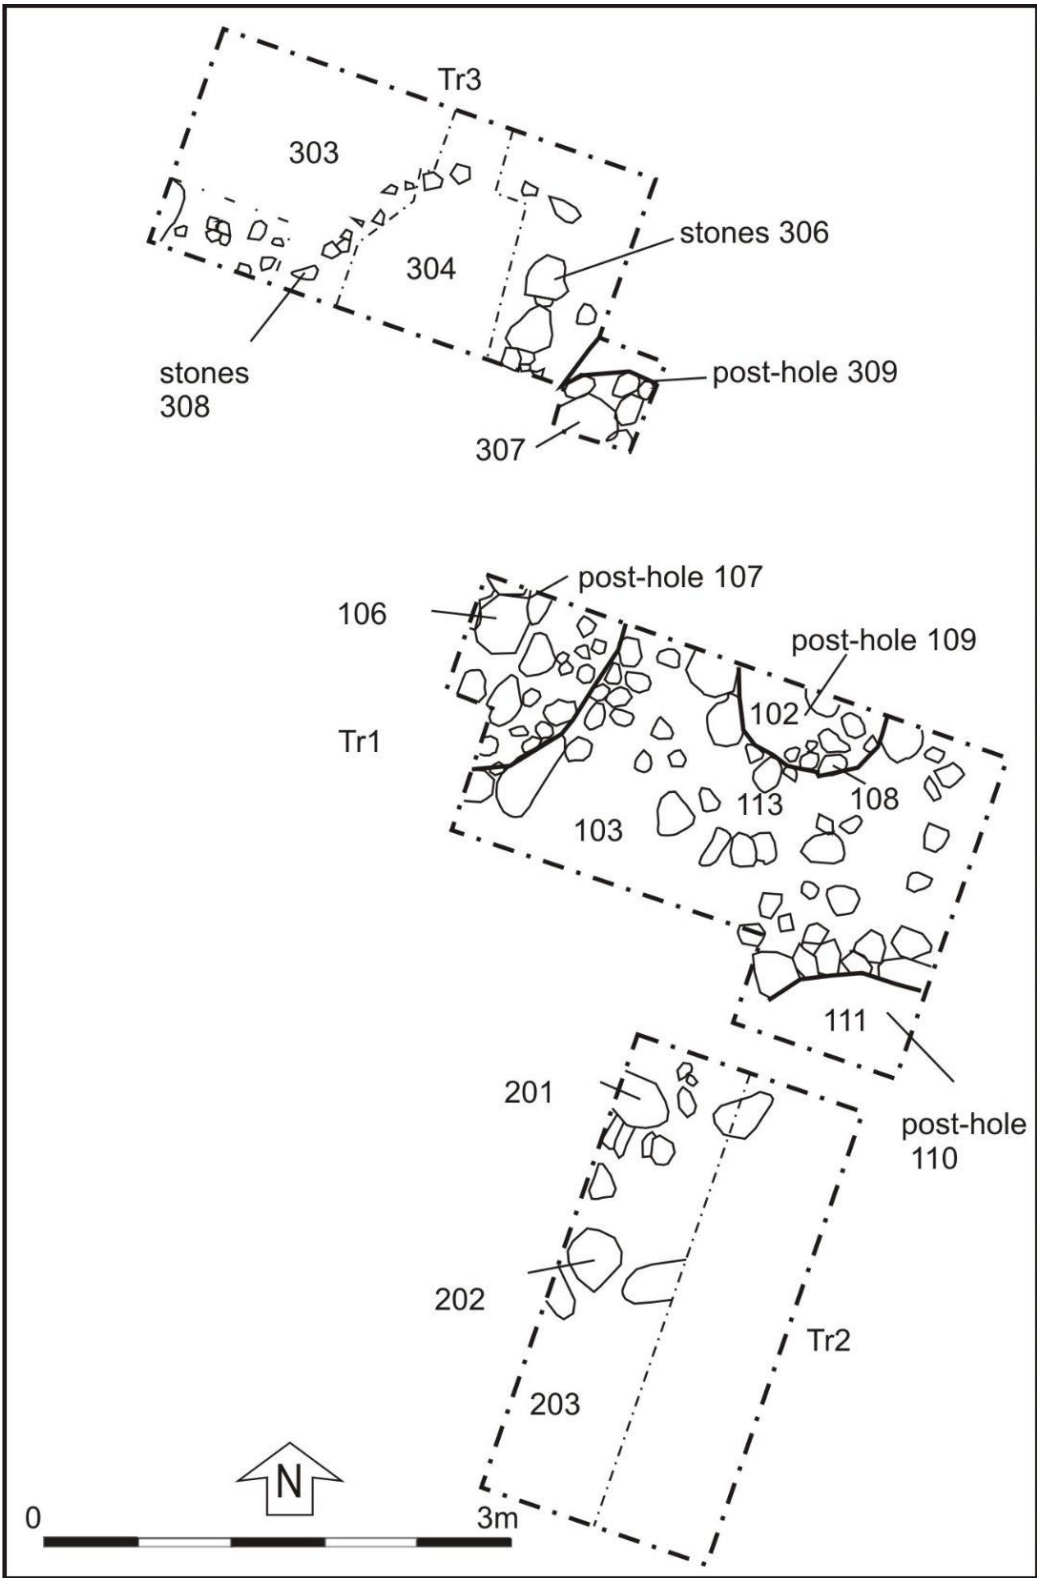 Tr3
303
stones 306
304
post-hole 309
stones
308
307
post-hole 107
106
post-hole 109
102
Tr1
108
113
103
111
201
post-hole
110
202
Tr2
203
N
0
3m